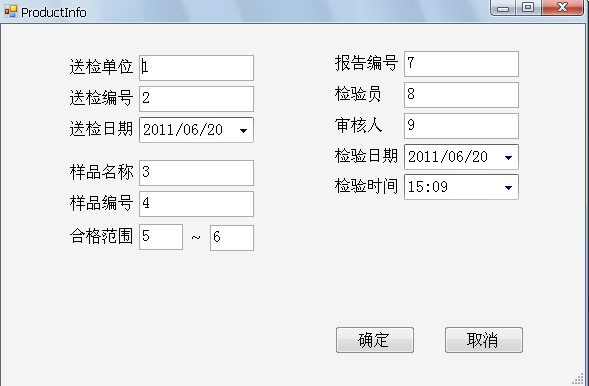 ProductInfo
送检单位 1
送检编号 2
送检日期 2011/06/20
样品名称 3
样品编号 4
合格范围 5 ~ 6
报告编号 7
检验员 8
审核人 9
检验日期 2011/06/20
检验时间 15:09
确定 取消